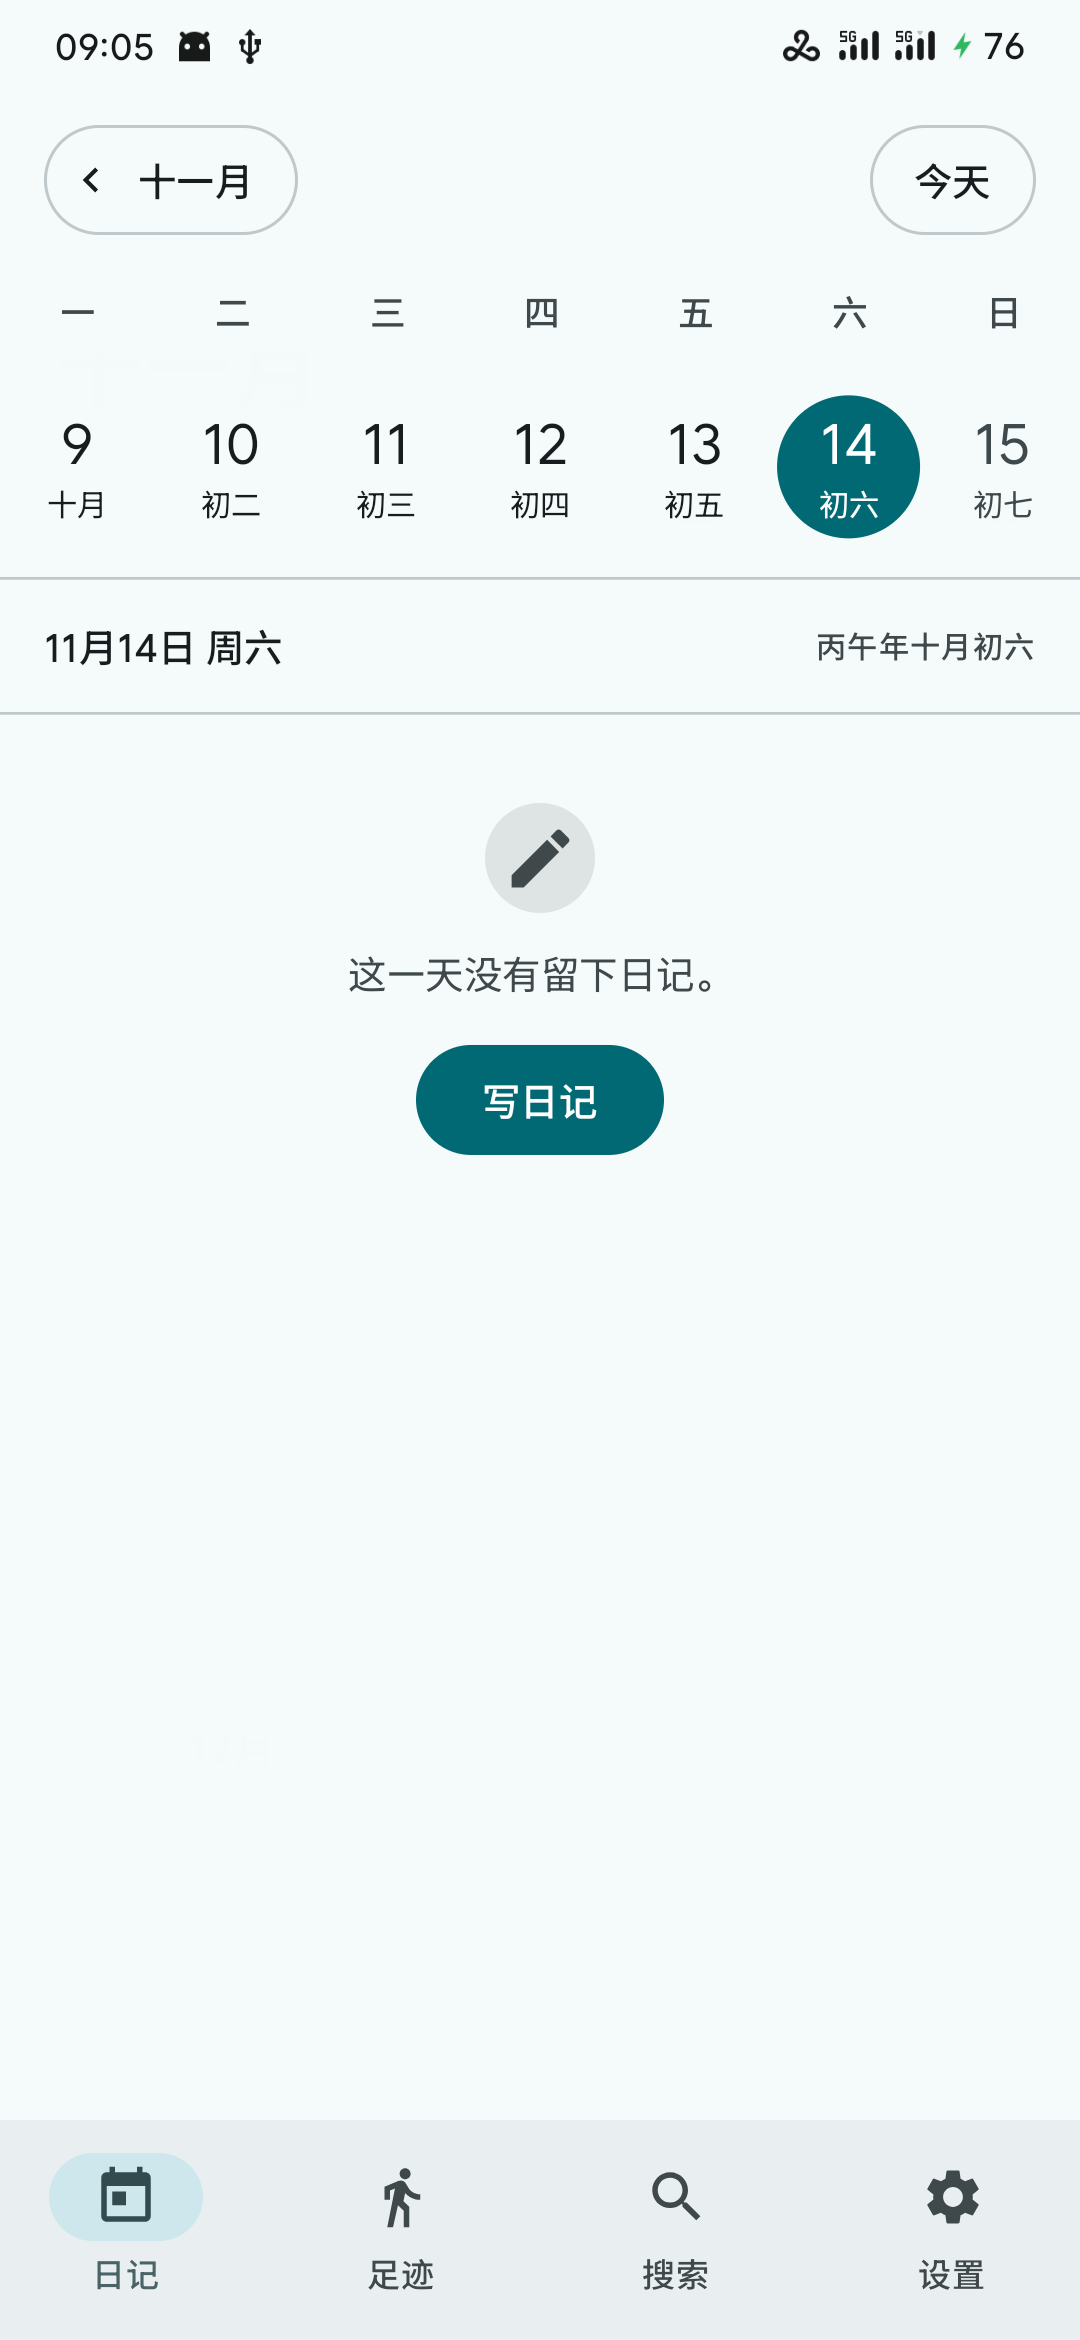 09:05 5G 5G 76
十一月 今天
一 二 三 四 五 六 日
9 10 11 12 13 14 15
十月 初二 初三 初四 初五 初六 初七
11月14日 周六 丙午年十月初六
这一天没有留下日记。
写日记
日记 足迹 搜索 设置